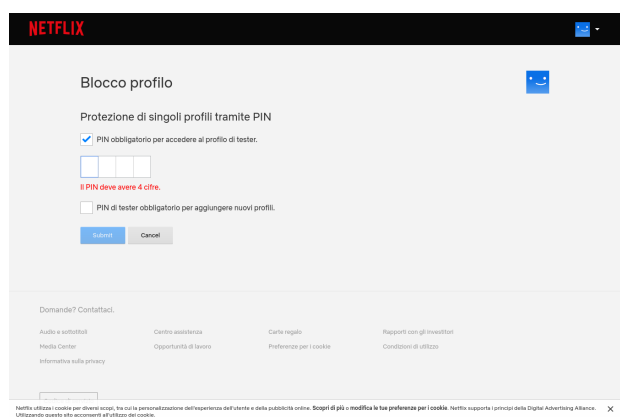 NETFLIX
Blocco profilo
Protezione di singoli profili tramite PIN
PIN obbligatorio per accedere al profilo di tester.
Il PIN deve avere 4 cifre.
PIN di tester obbligatorio per aggiungere nuovi profili.
Submit Cancel
Domande? Contattaci.
Audio e sottotitoli Centro assistenza Carte regalo Rapporti con gli investitori
Media Center Opportunità di lavoro Preferenze per i cookie Condizioni di utilizzo
Informativa sulla privacy
Netflix utilizza i cookie per diversi scopi, tra cui la personalizzazione dell'esperienza dell'utente e della pubblicità online. Scopri di più o modifica le tue preferenze per i cookie. Netflix supporta i principi della Digital Advertising Alliance.
Utilizzando questo sito acconsenti all'utilizzo dei cookie.